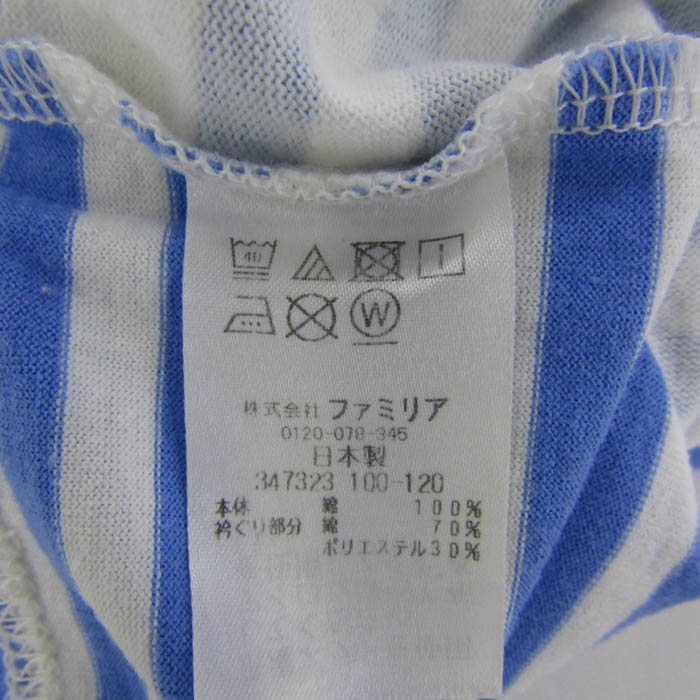 40
W
株式会社 ファミリア
0120-078-345
日本製
347323 100-120
本体 綿 100%
衿ぐり部分 綿 70%
ポリエステル30%